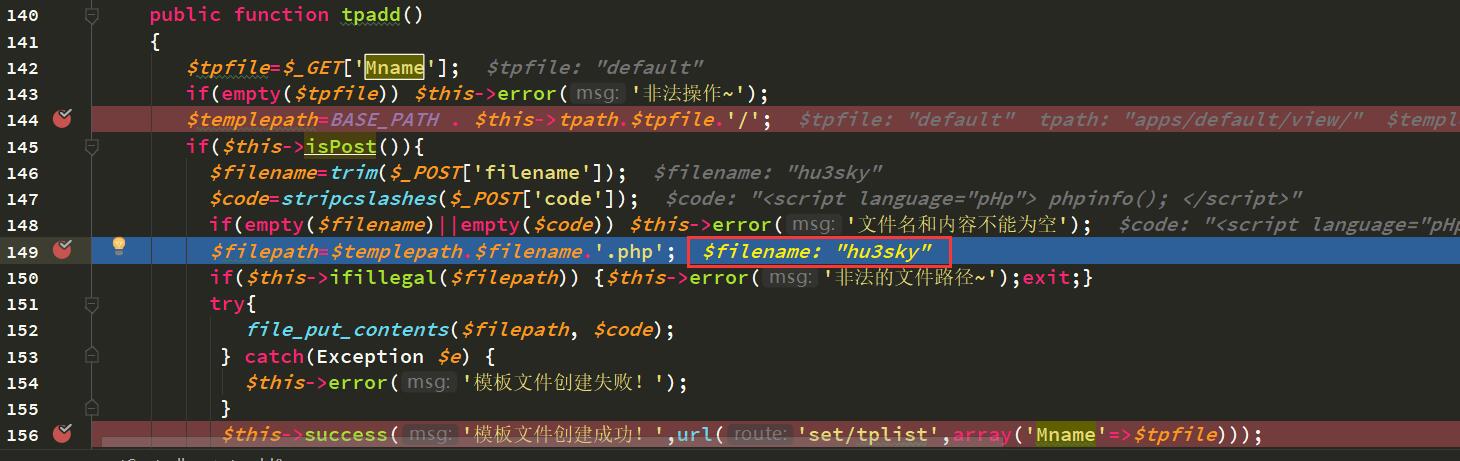 140 public function tpadd()
141 {
142 $tpfile=$_GET['Mname']; $tpfile: "default"
143 if(empty($tpfile)) $this->error( msg: '非法操作~');
144 $templepath=BASE_PATH . $this->tpath.$tpfile.'/'; $tpfile: "default" tpath: "apps/default/view/" $templ
145 if($this->isPost()){
146 $filename=trim($_POST['filename']); $filename: "hu3sky"
147 $code=stripcslashes($_POST['code']); $code: "<script language="pHp"> phpinfo(); </script>"
148 if(empty($filename)||empty($code)) $this->error( msg: '文件名和内容不能为空'); $code: "<script language="pHp
149 $filepath=$templepath.$filename.'.php'; $filename: "hu3sky"
150 if($this->ifillegal($filepath)) {$this->error( msg: '非法的文件路径~');exit;}
151 try{
152 file_put_contents($filepath, $code);
153 } catch(Exception $e) {
154 $this->error( msg: '模板文件创建失败！');
155 }
156 $this->success( msg: '模板文件创建成功！',url( route: 'set/tplist',array('Mname'=>$tpfile)));